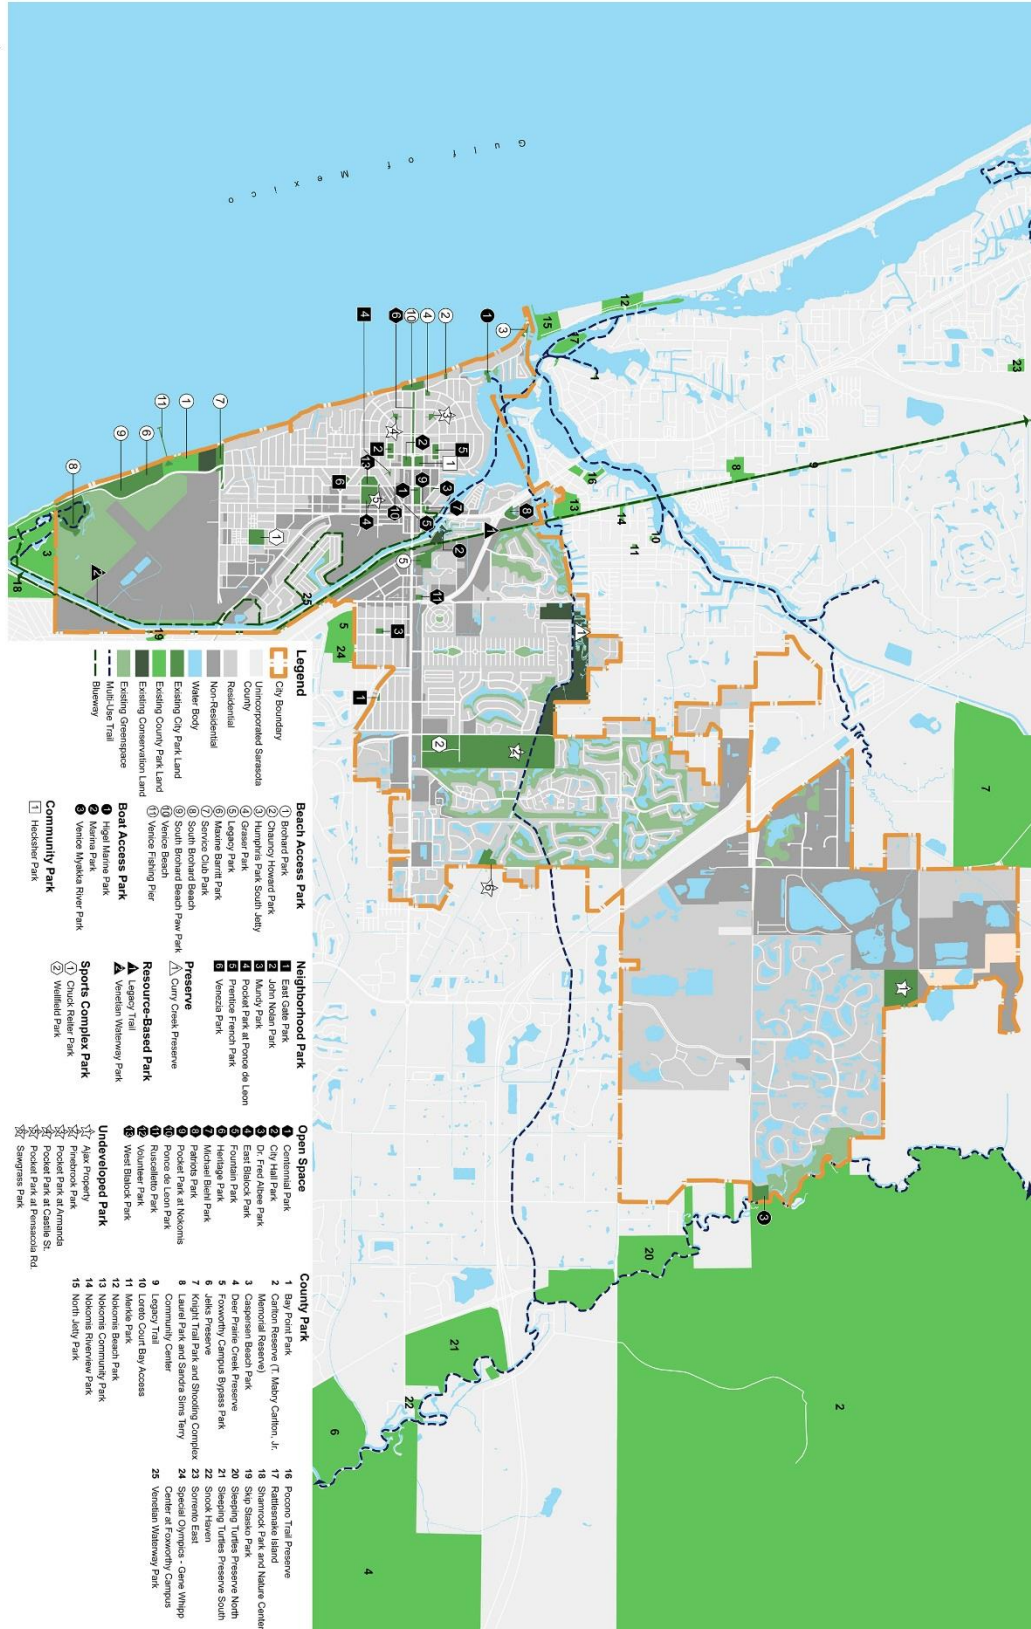 Gulf of Mexico
Legend
City Boundary
Unincorporated Sarasota
County
Residential
Non-Residential
Water Body
Existing City Park Land
Existing County Park Land
Existing Conservation Land
Existing Greenspace
Multi-Use Trail
Blueway
Beach Access Park
1 Brohard Park
2 Chauncy Howard Park
3 Humphris Park South Jetty
4 Graser Park
5 Legacy Park
6 Maxine Barritt Park
7 Service Club Park
8 South Brohard Beach
9 South Brohard Beach Paw Park
10 Venice Beach
11 Venice Fishing Pier
Boat Access Park
1 Higel Marine Park
2 Marina Park
3 Venice Myakka River Park
Community Park
1 Hecksher Park
Neighborhood Park
1 East Gate Park
2 John Nolan Park
3 Mundy Park
4 Pocket Park at Ponce de Leon
5 Prentice French Park
6 Venezia Park
Preserve
1 Curry Creek Preserve
Resource-Based Park
1 Legacy Trail
2 Venetian Waterway Park
Sports Complex Park
1 Chuck Reiter Park
2 Wellfield Park
Open Space
1 Centennial Park
2 City Hall Park
3 Dr. Fred Albee Park
4 East Blalock Park
5 Fountain Park
6 Heritage Park
7 Michael Biehl Park
8 Patriots Park
9 Pocket Park at Nokomis
10 Ponce de Leon Park
11 Ruscelletto Park
12 Volunteer Park
13 West Blalock Park
Undeveloped Park
1 Ajax Property
2 Pinebrook Park
3 Pocket Park at Armanda
4 Pocket Park at Castile St.
5 Pocket Park at Pensacola Rd.
6 Sawgrass Park
County Park
1 Bay Point Park
2 Carlton Reserve (T. Mabry Carlton, Jr.
Memorial Reserve)
3 Caspersen Beach Park
4 Deer Prairie Creek Preserve
5 Foxworthy Campus Bypass Park
6 Jelks Preserve
7 Knight Trail Park and Shooting Complex
8 Laurel Park and Sandra Sims Terry
Community Center
9 Legacy Trail
10 Loreto Court Bay Access
11 Merkle Park
12 Nokomis Beach Park
13 Nokomis Community Park
14 Nokomis Riverview Park
15 North Jetty Park
16 Pocono Trail Preserve
17 Rattlesnake Island
18 Shamrock Park and Nature Center
19 Skip Stasko Park
20 Sleeping Turtles Preserve North
21 Sleeping Turtles Preserve South
22 Snook Haven
23 Sorrento East
24 Special Olympics - Gene Whipp
Center at Foxworthy Campus
25 Venetian Waterway Park